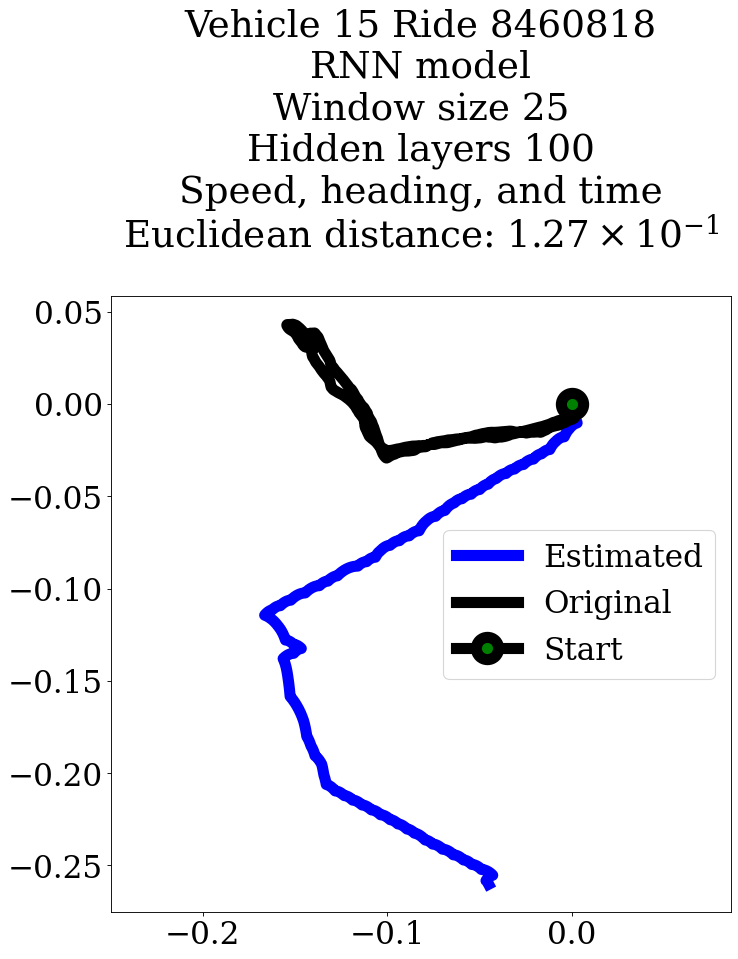 Vehicle 15 Ride 8460818
RNN model
Window size 25
Hidden layers 100
Speed, heading, and time
Euclidean distance: 1.27 × 10⁻¹
0.05
0.00
−0.05
−0.10
−0.15
−0.20
−0.25
Estimated
Original
Start
−0.2 −0.1 0.0